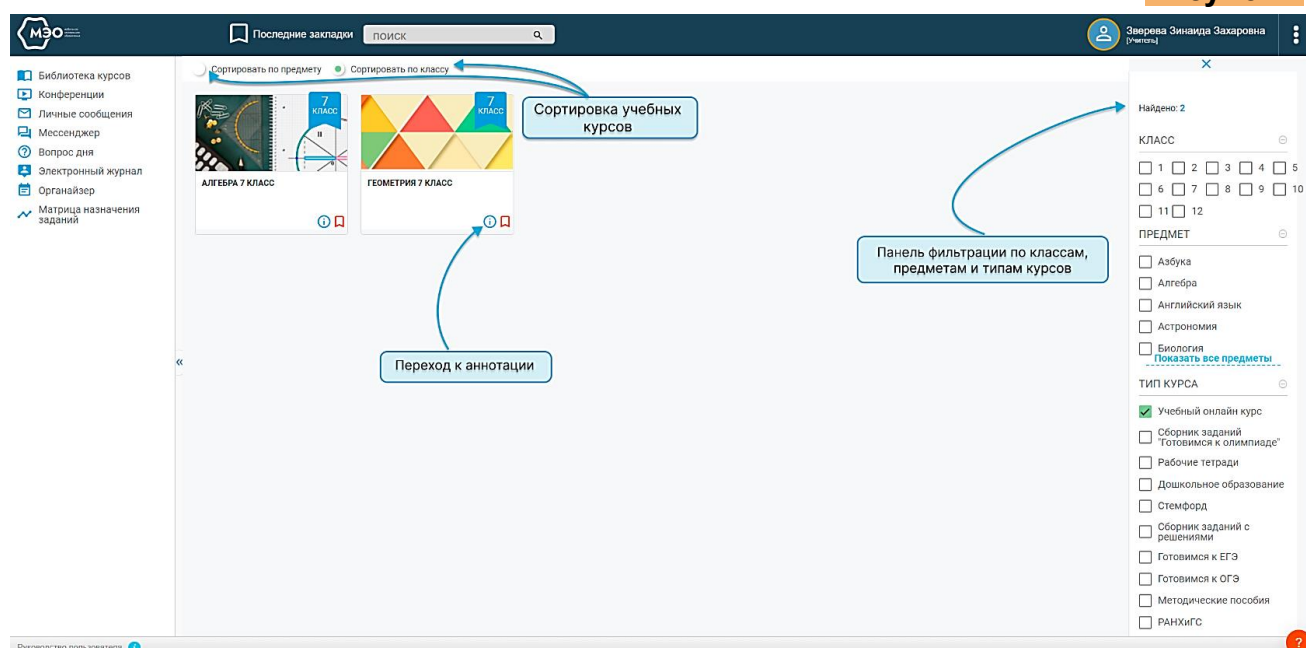 МЭО
Последние закладки
поиск
Зверева Зинаида Захаровна
[Учитель]
Библиотека курсов
Конференции
Личные сообщения
Мессенджер
Вопрос дня
Электронный журнал
Органайзер
Матрица назначения
заданий
Сортировать по предмету
Сортировать по классу
7
КЛАСС
АЛГЕБРА 7 КЛАСС
7
КЛАСС
ГЕОМЕТРИЯ 7 КЛАСС
Сортировка учебных
курсов
Переход к аннотации
Панель фильтрации по классам,
предметам и типам курсов
Найдено: 2
КЛАСС
1 2 3 4 5
6 7 8 9 10
11 12
ПРЕДМЕТ
Азбука
Алгебра
Английский язык
Астрономия
Биология
Показать все предметы
ТИП КУРСА
Учебный онлайн курс
Сборник заданий
"Готовимся к олимпиаде"
Рабочие тетради
Дошкольное образование
Стемфорд
Сборник заданий с
решениями
Готовимся к ЕГЭ
Готовимся к ОГЭ
Методические пособия
РАНХиГС
Руководство пользователя
?